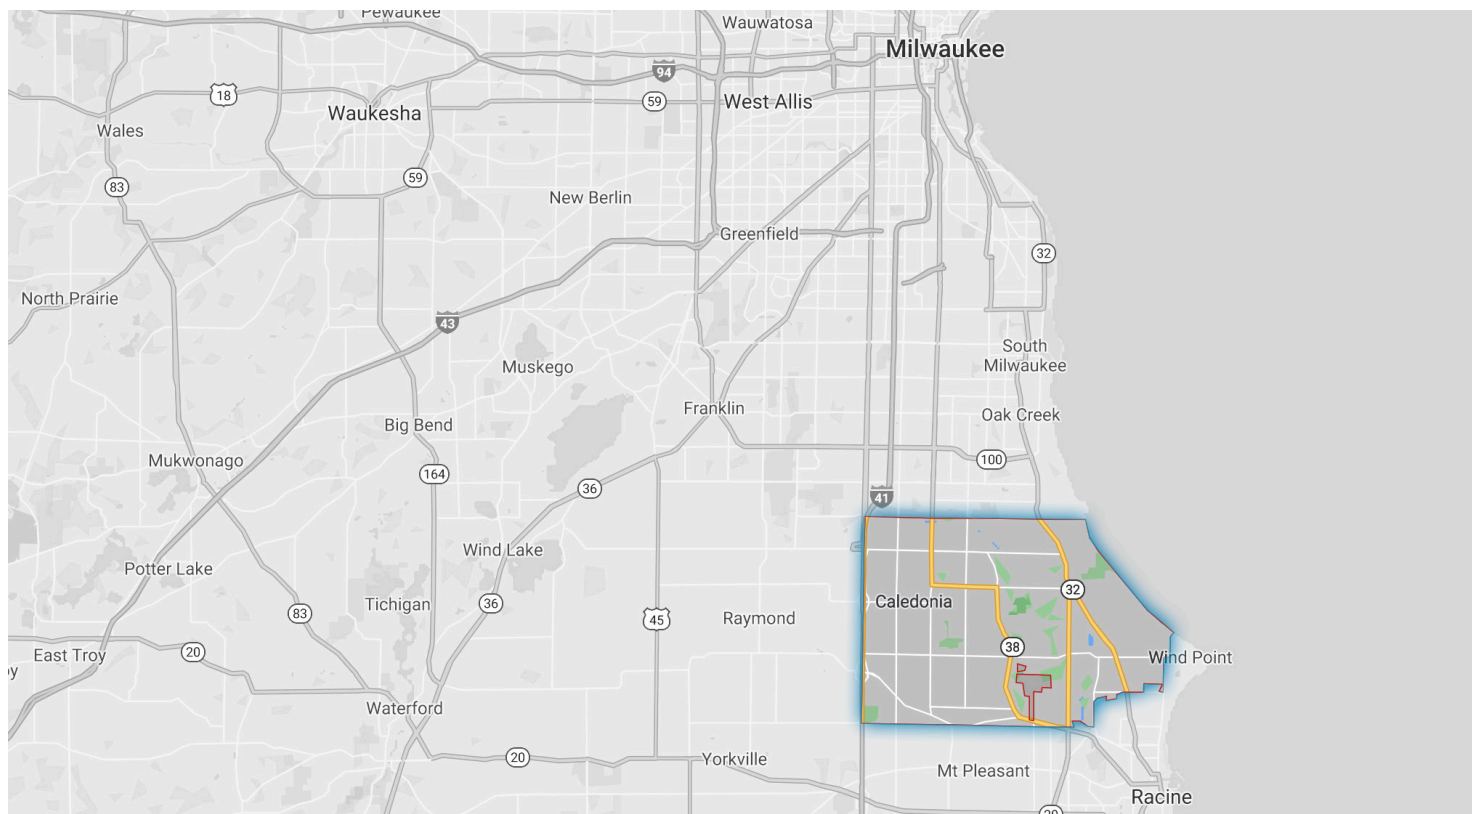 Pewaukee
Wauwatosa
Milwaukee
94
18
59
West Allis
Waukesha
Wales
59
83
New Berlin
Greenfield
32
North Prairie
43
South
Milwaukee
Muskego
Franklin
Oak Creek
Big Bend
Mukwonago
100
164
36
41
Wind Lake
Potter Lake
32
Caledonia
Tichigan
36
83
45
Raymond
38
20
East Troy
oy
Wind Point
Waterford
20
Yorkville
Mt Pleasant
Racine